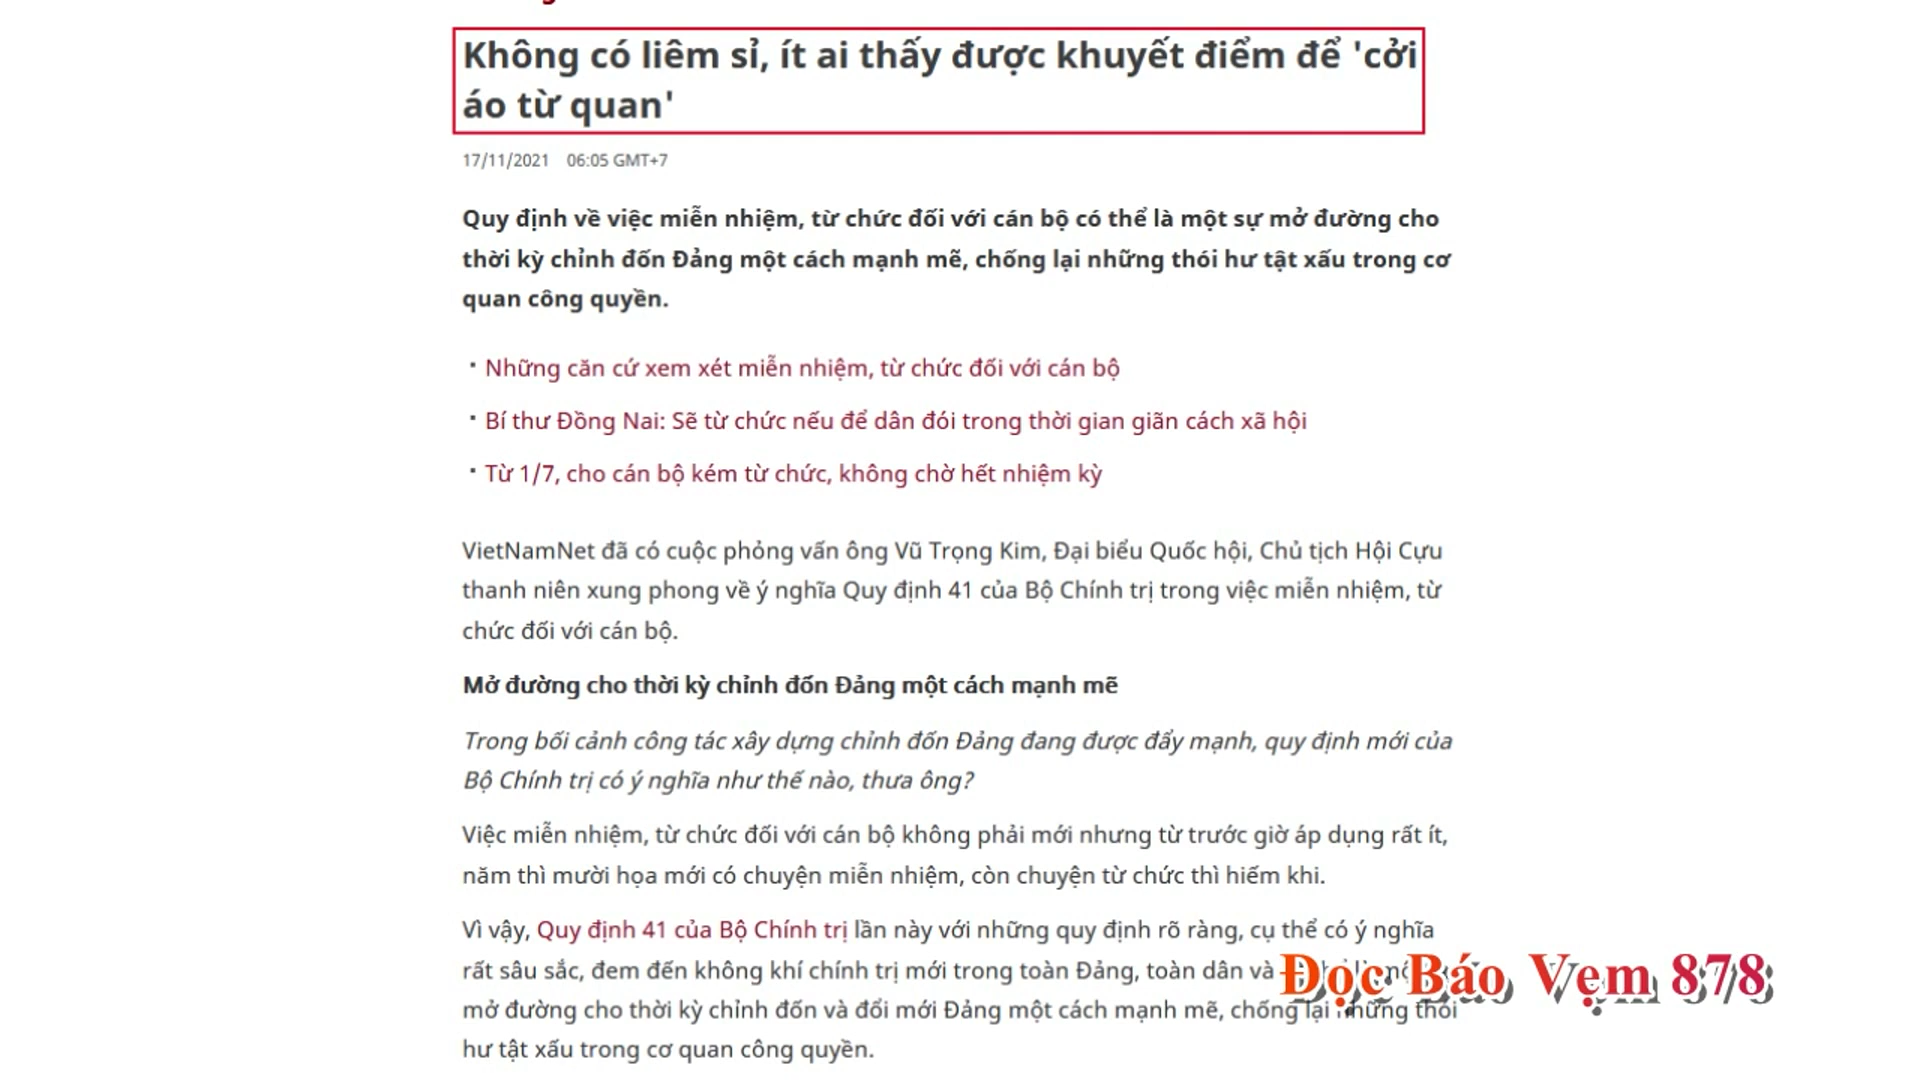 Không có liêm sỉ, ít ai thấy được khuyết điểm để 'cởi
áo từ quan'
17/11/2021 06:05 GMT+7
Quy định về việc miễn nhiệm, từ chức đối với cán bộ có thể là một sự mở đường cho
thời kỳ chỉnh đốn Đảng một cách mạnh mẽ, chống lại những thói hư tật xấu trong cơ
quan công quyền.
Những căn cứ xem xét miễn nhiệm, từ chức đối với cán bộ
Bí thư Đồng Nai: Sẽ từ chức nếu để dân đói trong thời gian giãn cách xã hội
Từ 1/7, cho cán bộ kém từ chức, không chờ hết nhiệm kỳ
VietNamNet đã có cuộc phỏng vấn ông Vũ Trọng Kim, Đại biểu Quốc hội, Chủ tịch Hội Cựu
thanh niên xung phong về ý nghĩa Quy định 41 của Bộ Chính trị trong việc miễn nhiệm, từ
chức đối với cán bộ.
Mở đường cho thời kỳ chỉnh đốn Đảng một cách mạnh mẽ
Trong bối cảnh công tác xây dựng chỉnh đốn Đảng đang được đẩy mạnh, quy định mới của
Bộ Chính trị có ý nghĩa như thế nào, thưa ông?
Việc miễn nhiệm, từ chức đối với cán bộ không phải mới nhưng từ trước giờ áp dụng rất ít,
năm thì mười họa mới có chuyện miễn nhiệm, còn chuyện từ chức thì hiếm khi.
Vì vậy, Quy định 41 của Bộ Chính trị lần này với những quy định rõ ràng, cụ thể có ý nghĩa
rất sâu sắc, đem đến không khí chính trị mới trong toàn Đảng, toàn dân và
Đọc Báo Vẹm 878
mở đường cho thời kỳ chỉnh đốn và đổi mới Đảng một cách mạnh mẽ, chống lại những thói
hư tật xấu trong cơ quan công quyền.